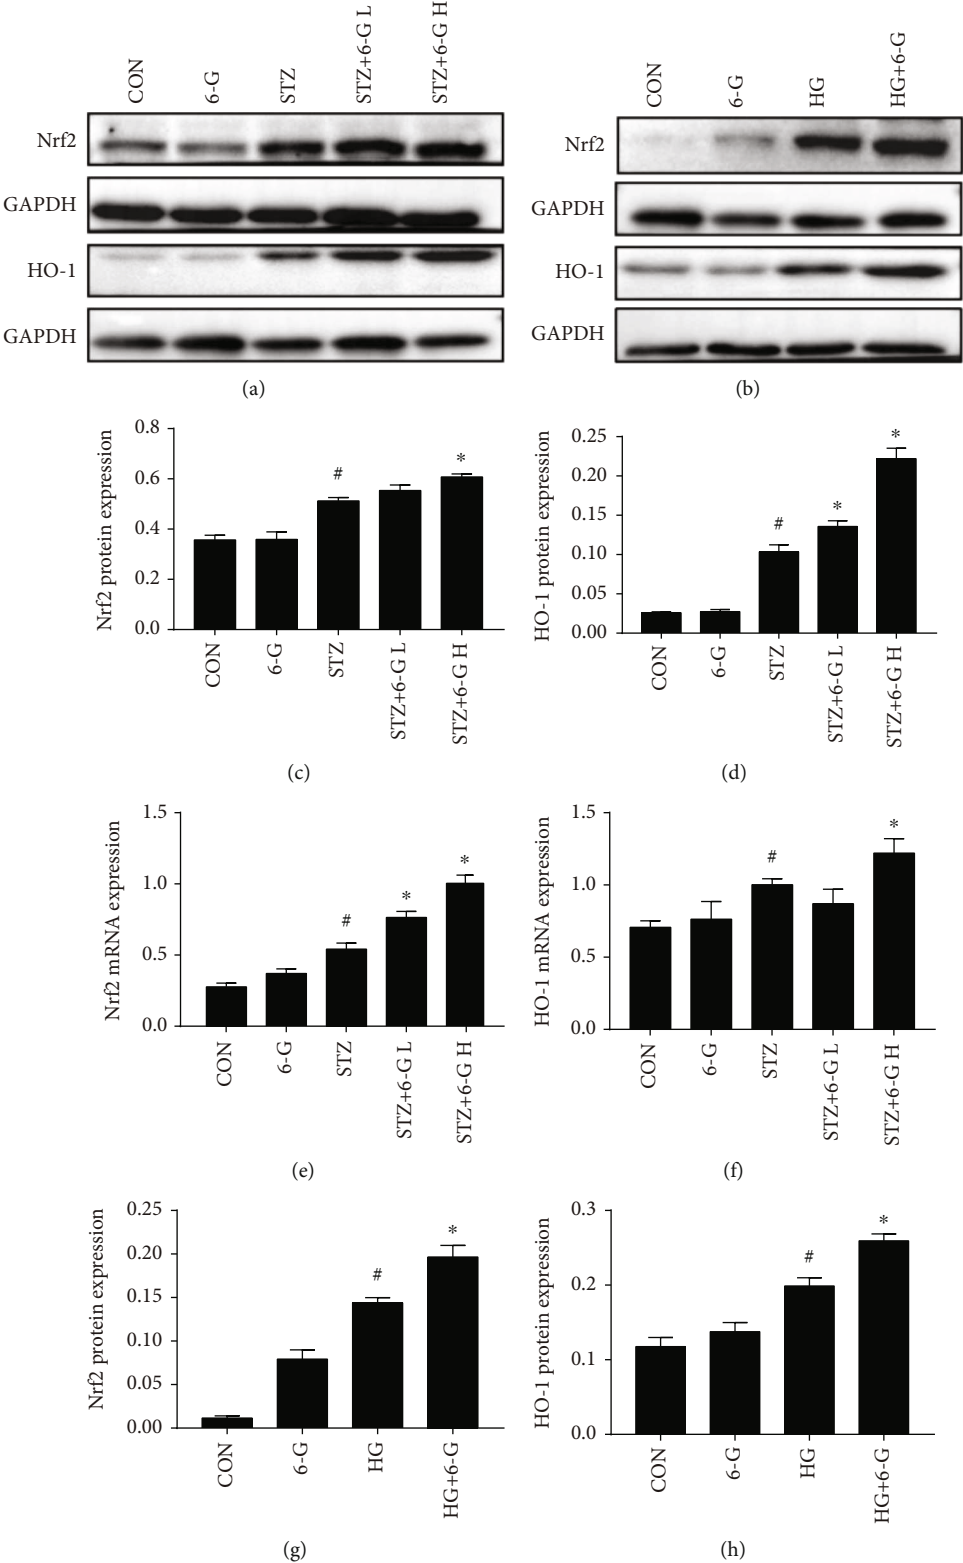 CON 6-G STZ STZ+6-G L STZ+6-G H
Nrf2
GAPDH
HO-1
GAPDH
(a)
CON 6-G HG HG+6-G
Nrf2
GAPDH
HO-1
GAPDH
(b)
Nrf2 protein expression
0.8
0.6
0.4
0.2
0.0
# *
CON 6-G STZ STZ+6-G L STZ+6-G H
(c)
HO-1 protein expression
0.25
0.20
0.15
0.10
0.05
0.00
# * *
CON 6-G STZ STZ+6-G L STZ+6-G H
(d)
Nrf2 mRNA expression
1.5
1.0
0.5
0.0
# * *
CON 6-G STZ STZ+6-G L STZ+6-G H
(e)
HO-1 mRNA expression
1.5
1.0
0.5
0.0
# *
CON 6-G STZ STZ+6-G L STZ+6-G H
(f)
Nrf2 protein expression
0.25
0.20
0.15
0.10
0.05
0.00
# *
CON 6-G HG HG+6-G
(g)
HO-1 protein expression
0.3
0.2
0.1
0.0
# *
CON 6-G HG HG+6-G
(h)